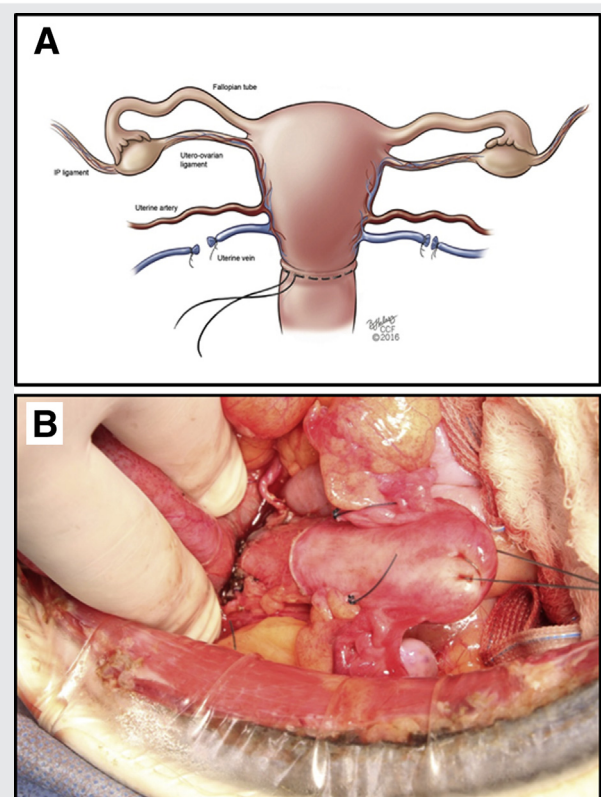 A
Fallopian tube
Utero-ovarian
ligament
IP ligament
Uterine artery
Uterine vein
CCF
©2016
B